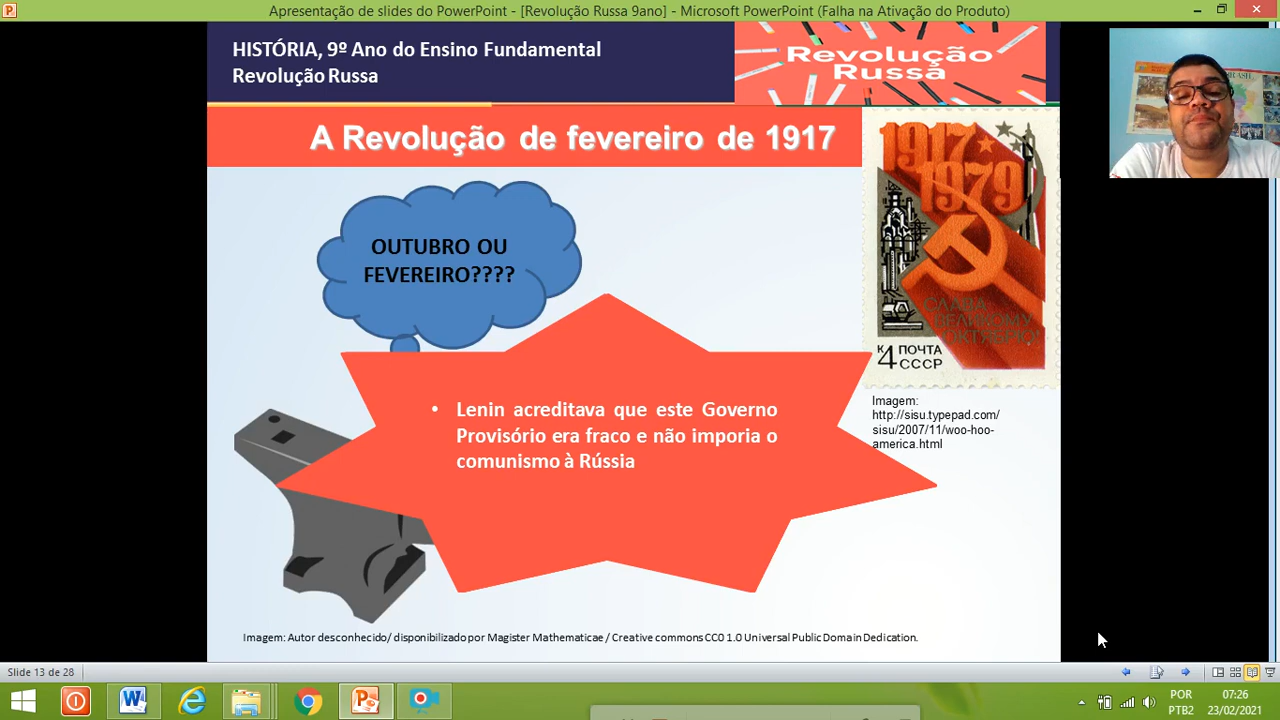 Apresentação de slides do PowerPoint - [Revolução Russa 9ano] - Microsoft PowerPoint (Falha na Ativação do Produto)
HISTÓRIA, 9º Ano do Ensino Fundamental
Revolução Russa
Revolução
Russa
A Revolução de fevereiro de 1917
1917
1979
СЛАВА
ВЕЛИКОМУ
ОКТЯБРЮ!
К4 ПОЧТА
СССР
OUTUBRO OU
FEVEREIRO????
• Lenin acreditava que este Governo
Provisório era fraco e não imporia o
comunismo à Rússia
Imagem:
http://sisu.typepad.com/
sisu/2007/11/woo-hoo-
america.html
Imagem: Autor desconhecido/ disponibilizado por Magister Mathematicae / Creative commons CC0 1.0 Universal Public Domain Dedication.
Slide 13 de 28
POR
PTB2
07:26
23/02/2021